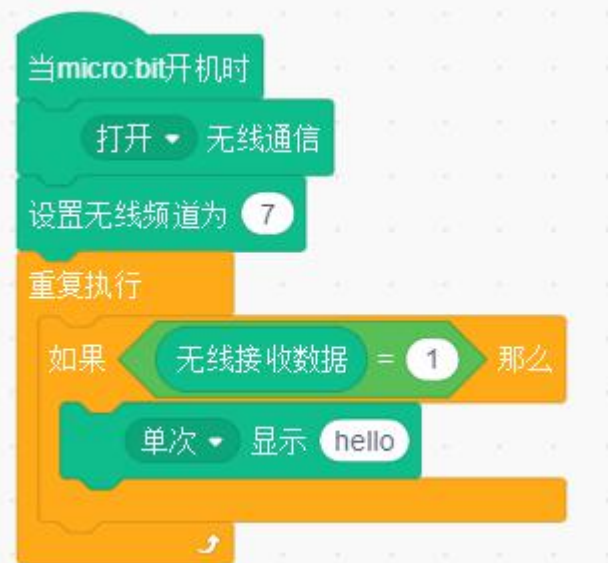 当micro:bit开机时
打开 无线通信
设置无线频道为 7
重复执行
如果 无线接收数据 = 1 那么
单次 显示 hello